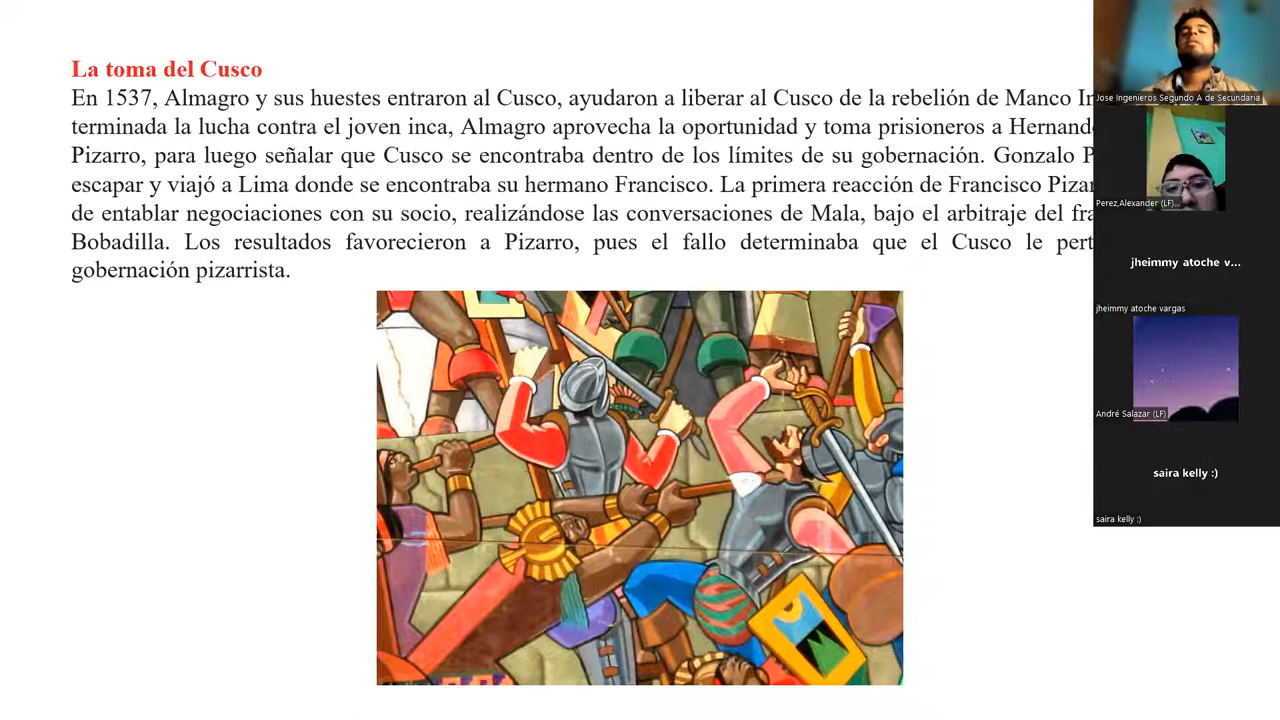 La toma del Cusco
En 1537, Almagro y sus huestes entraron al Cusco, ayudaron a liberar al Cusco de la rebelión de Manco In
terminada la lucha contra el joven inca, Almagro aprovecha la oportunidad y toma prisioneros a Hernand
Pizarro, para luego señalar que Cusco se encontraba dentro de los límites de su gobernación. Gonzalo P
escapar y viajó a Lima donde se encontraba su hermano Francisco. La primera reacción de Francisco Pizar
de entablar negociaciones con su socio, realizándose las conversaciones de Mala, bajo el arbitraje del fra
Bobadilla. Los resultados favorecieron a Pizarro, pues el fallo determinaba que el Cusco le pert
gobernación pizarrista.
Jose Ingenieros Segundo A de Secundaria
Perez,Alexander (LF)...
jheimmy atoche v...
jheimmy atoche vargas
André Salazar (LF)
saira kelly :)
saira kelly :)